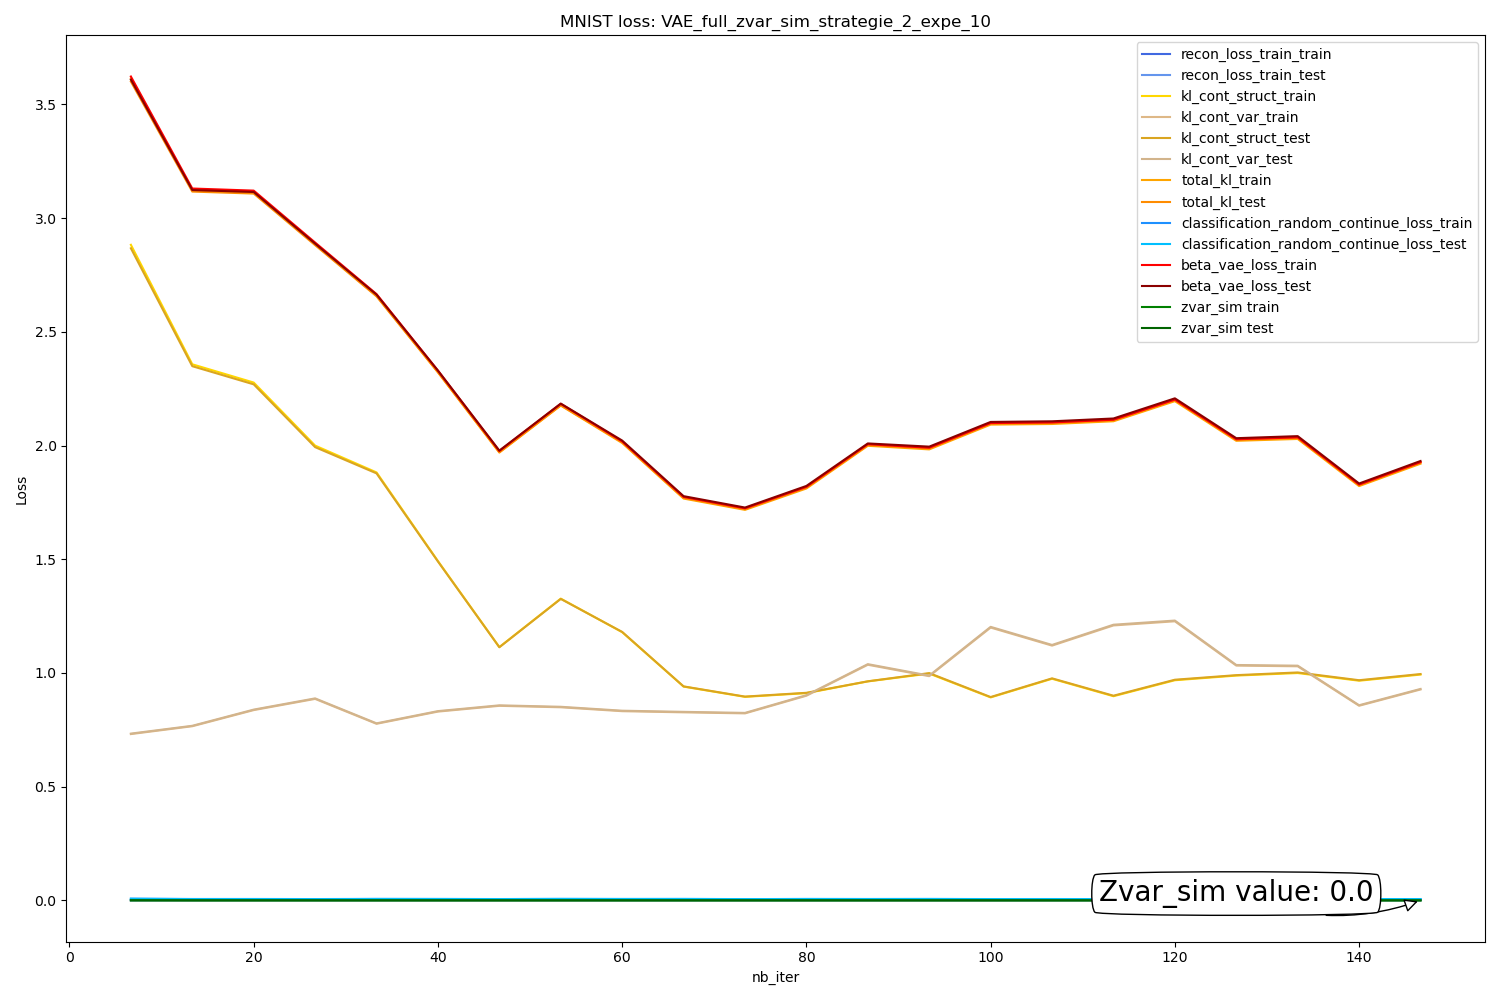 MNIST loss: VAE_full_zvar_sim_strategie_2_expe_10
recon_loss_train_train
recon_loss_train_test
kl_cont_struct_train
kl_cont_var_train
kl_cont_struct_test
kl_cont_var_test
total_kl_train
total_kl_test
classification_random_continue_loss_train
classification_random_continue_loss_test
beta_vae_loss_train
beta_vae_loss_test
zvar_sim train
zvar_sim test
3.5
3.0
2.5
2.0
1.5
1.0
0.5
0.0
Loss
Zvar_sim value: 0.0
0 20 40 60 80 100 120 140
nb_iter